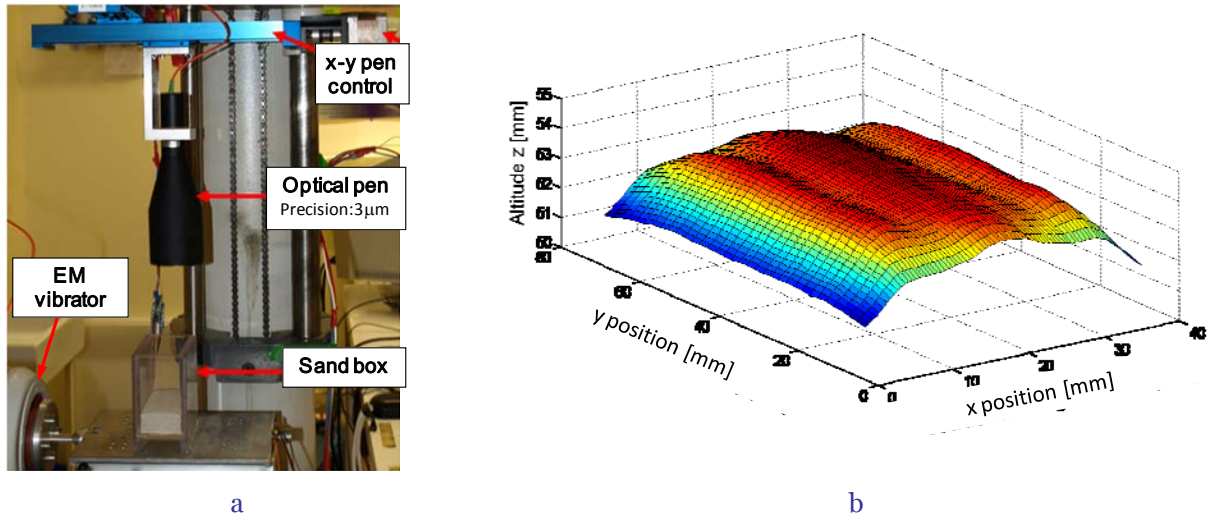 x-y pen
control
Optical pen
Precision:3µm
EM
vibrator
Sand box
a
55
54
53
52
51
50
Altitude z [mm]
80
60
40
20
0
y position [mm]
0
10
20
30
40
x position [mm]
b